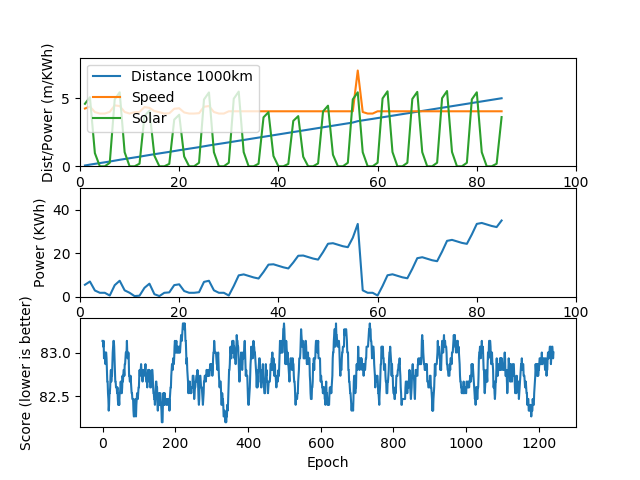 Dist/Power (m/KWh)
Distance 1000km
Speed
Solar
5
0
0 20 40 60 80 100
Power (KWh)
40
20
0
0 20 40 60 80 100
Score (lower is better)
83.0
82.5
0 200 400 600 800 1000 1200
Epoch